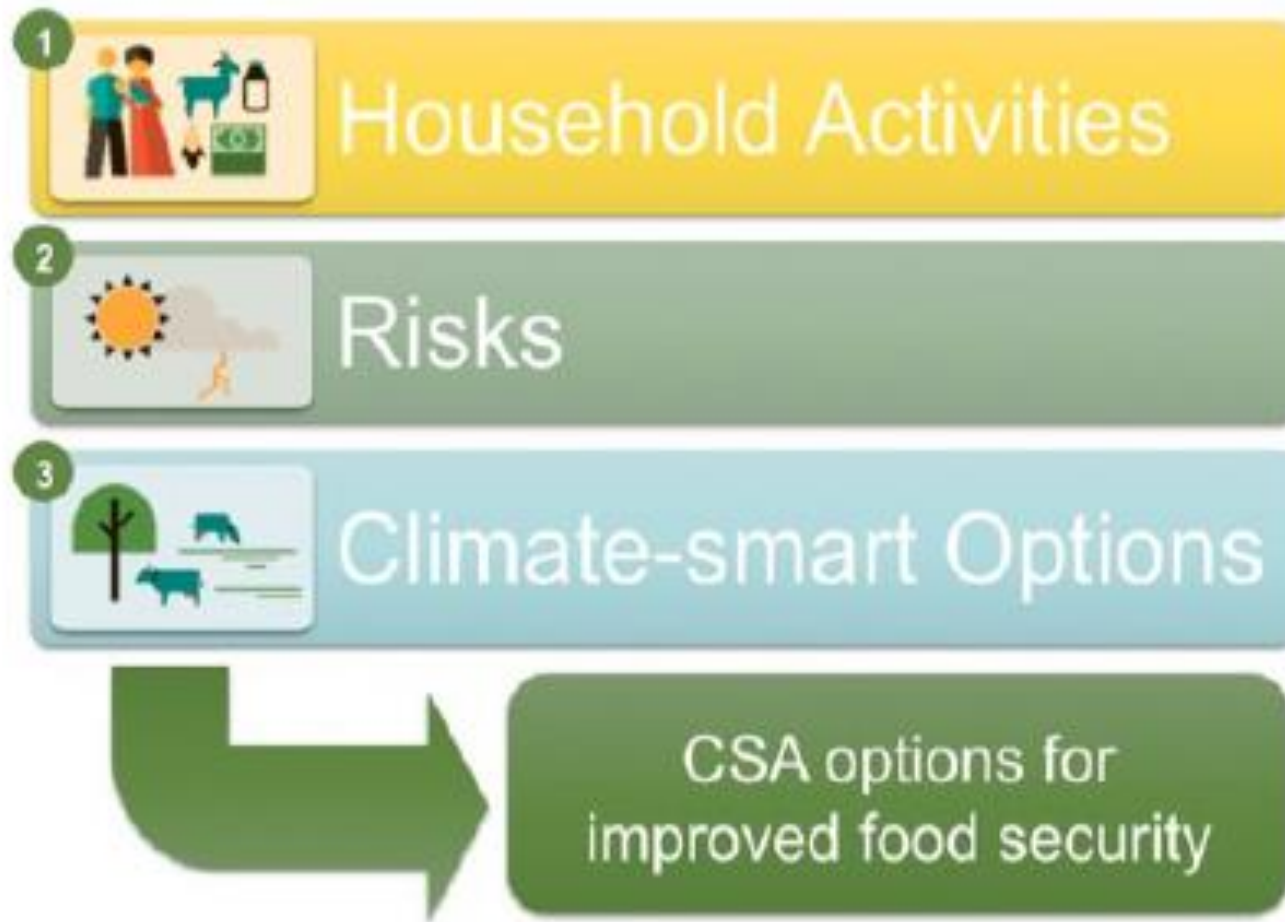 1
Household Activities
2
Risks
3
Climate-smart Options
CSA options for
improved food security